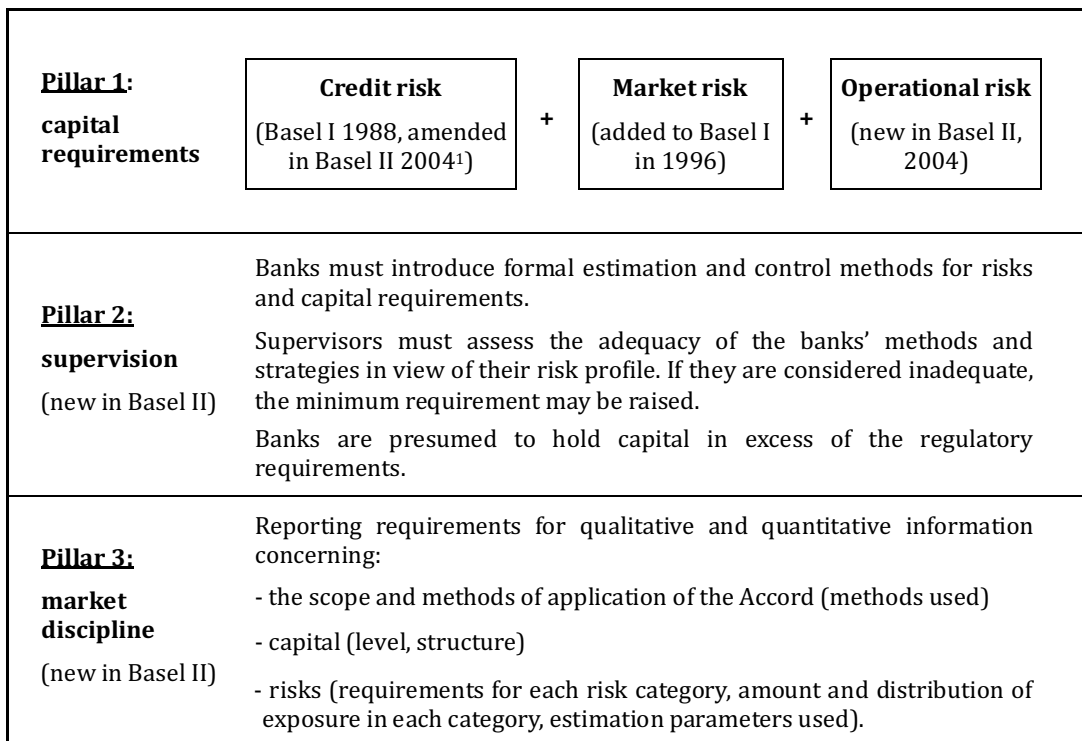 Pillar 1:
capital
requirements
Credit risk
(Basel I 1988, amended
in Basel II 2004¹)
+
Market risk
(added to Basel I
in 1996)
+
Operational risk
(new in Basel II,
2004)
Pillar 2:
supervision
(new in Basel II)
Banks must introduce formal estimation and control methods for risks
and capital requirements.
Supervisors must assess the adequacy of the banks’ methods and
strategies in view of their risk profile. If they are considered inadequate,
the minimum requirement may be raised.
Banks are presumed to hold capital in excess of the regulatory
requirements.
Pillar 3:
market
discipline
(new in Basel II)
Reporting requirements for qualitative and quantitative information
concerning:
- the scope and methods of application of the Accord (methods used)
- capital (level, structure)
- risks (requirements for each risk category, amount and distribution of
exposure in each category, estimation parameters used).